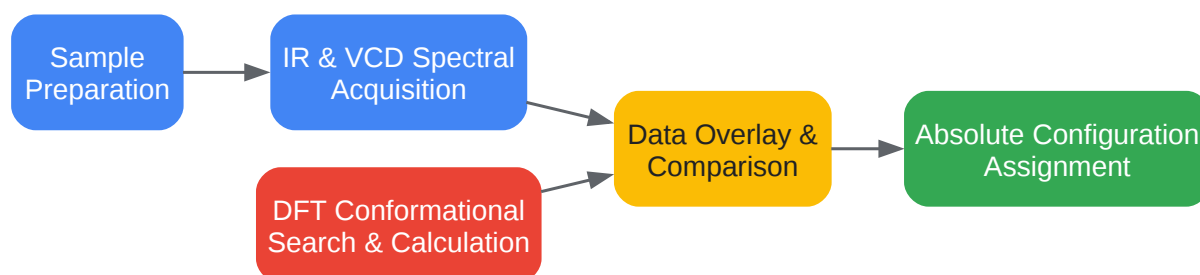 Sample
Preparation
IR & VCD Spectral
Acquisition
DFT Conformational
Search & Calculation
Data Overlay &
Comparison
Absolute Configuration
Assignment